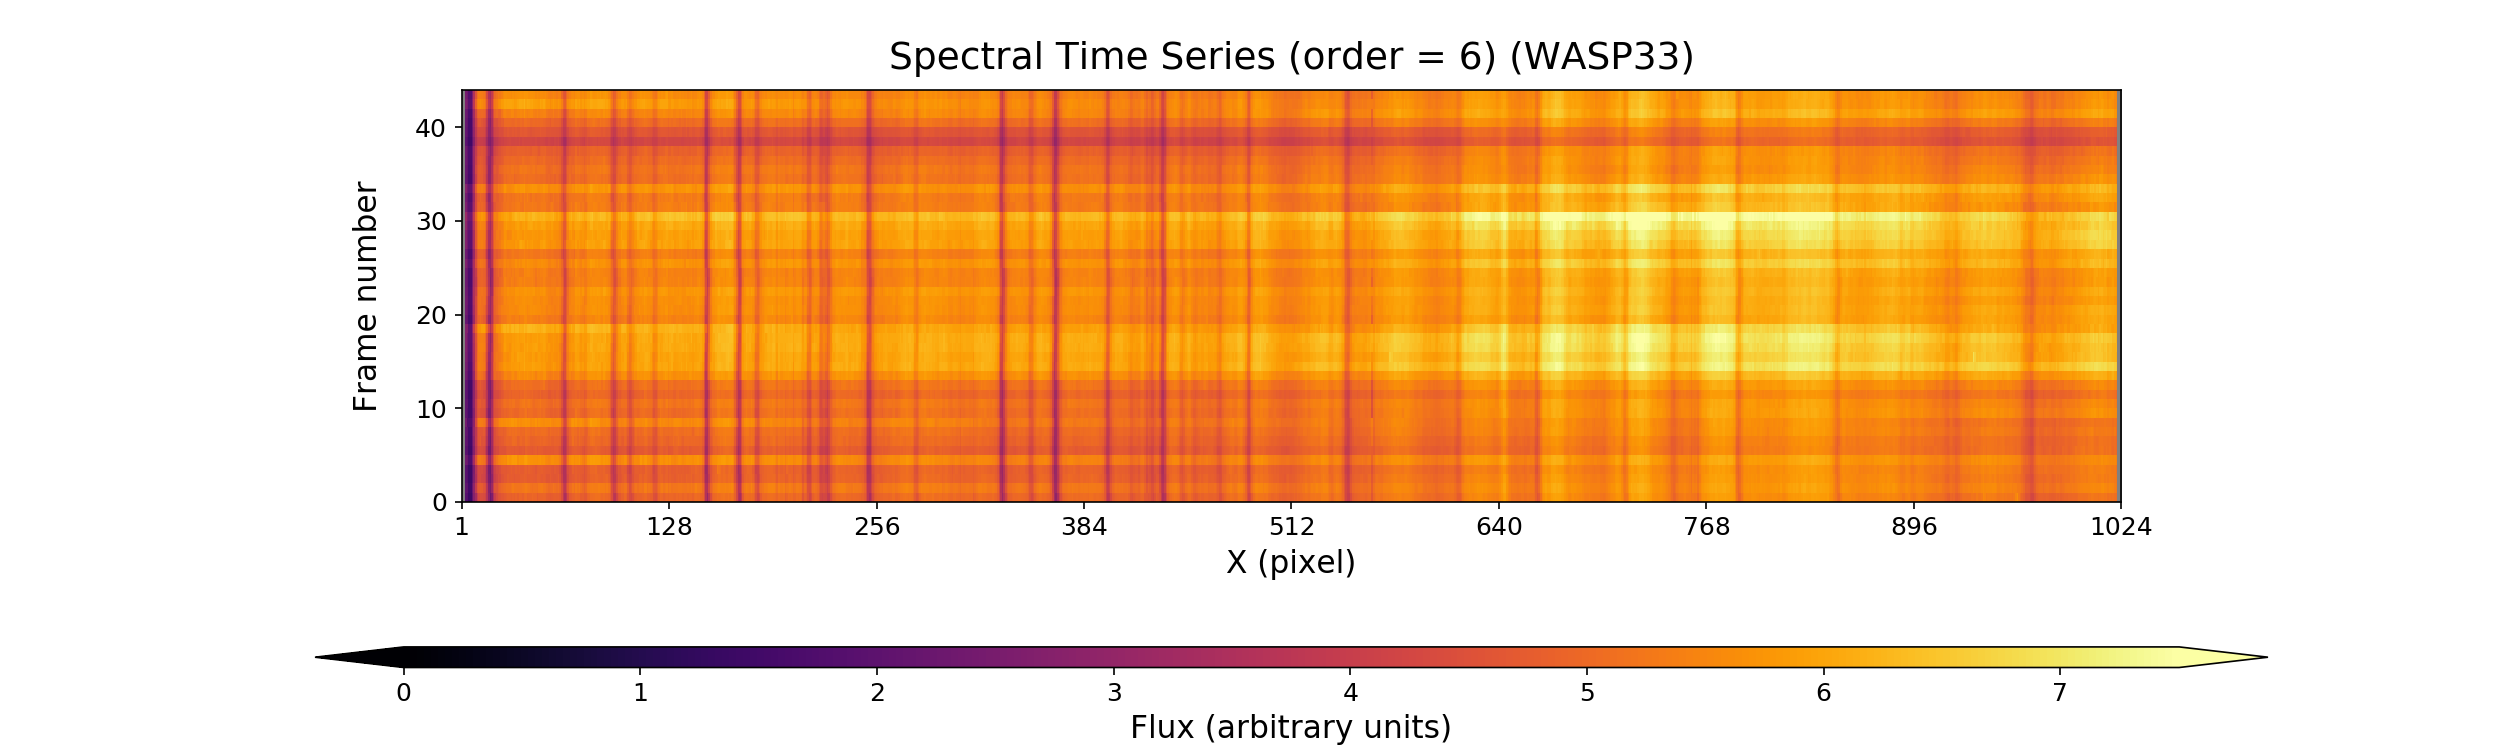 Spectral Time Series (order = 6) (WASP33)
Frame number
40
30
20
10
0
1 128 256 384 512 640 768 896 1024
X (pixel)
0 1 2 3 4 5 6 7
Flux (arbitrary units)